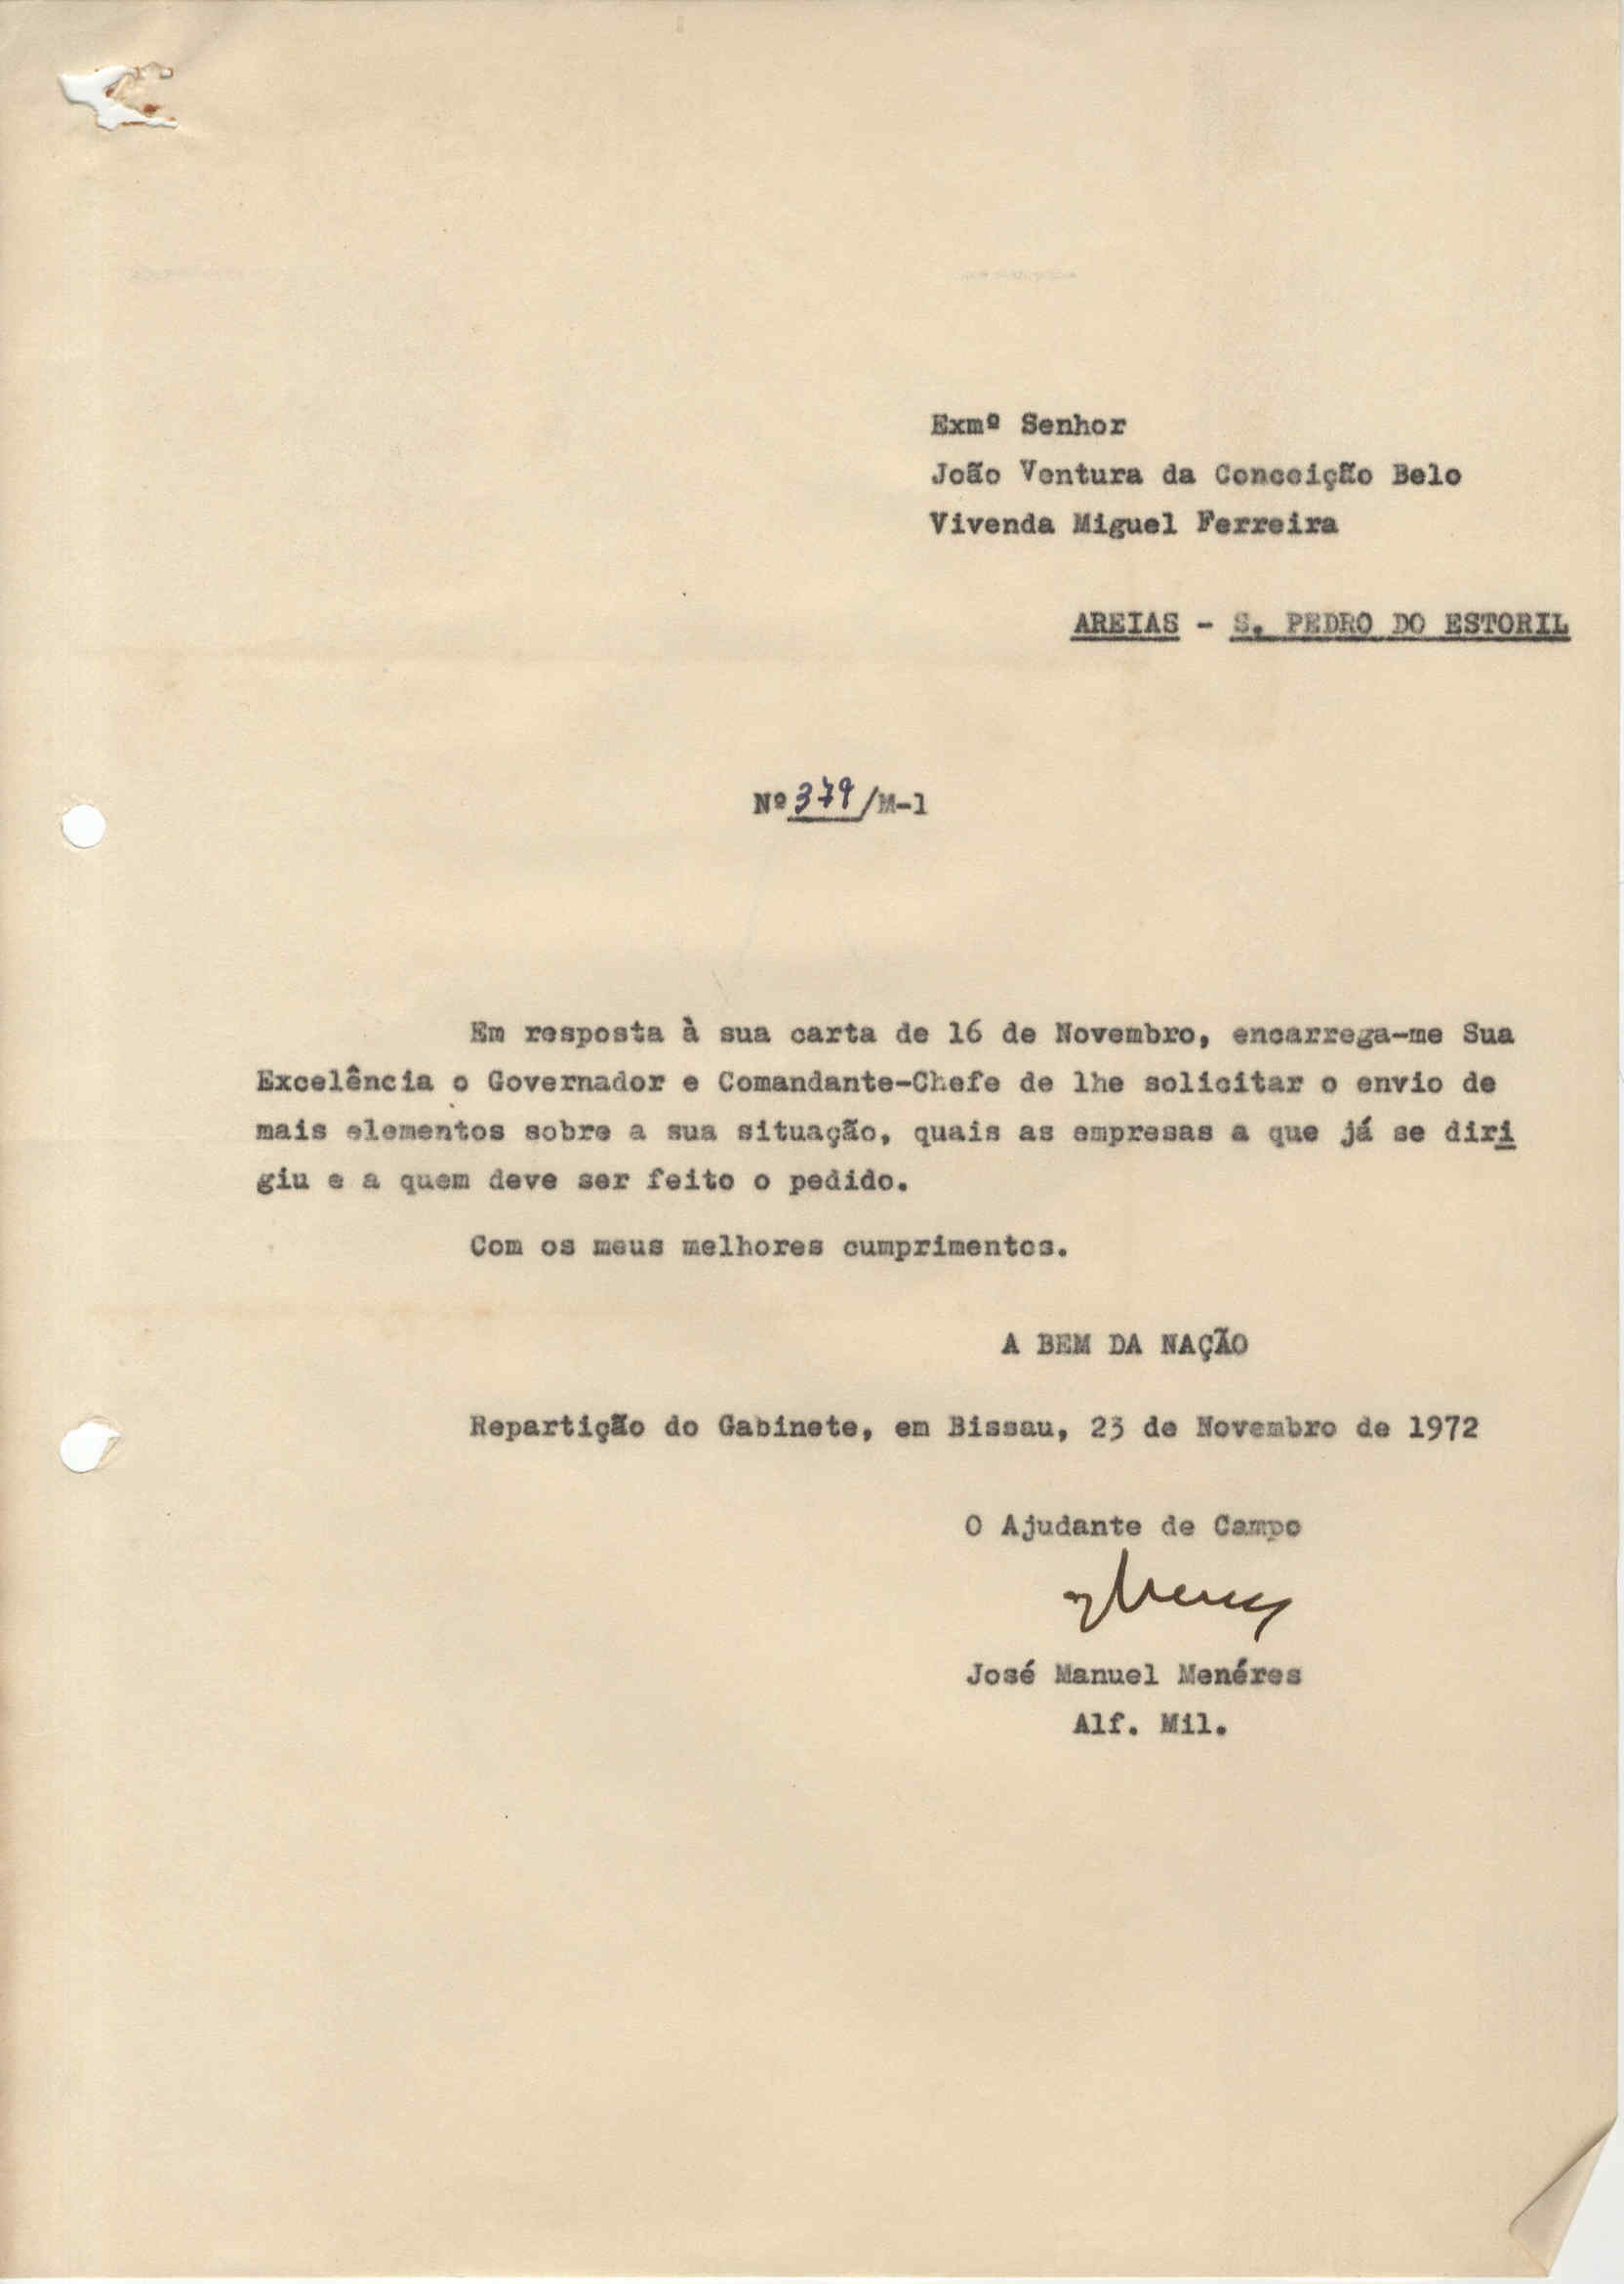 Exmº Senhor
João Ventura da Conceição Belo
Vivenda Miguel Ferreira
AREIAS - S. PEDRO DO ESTORIL
Nº 379/M-1
Em resposta à sua carta de 16 de Novembro, encarrega-me Sua
Excelência o Governador e Comandante-Chefe de lhe solicitar o envio de
mais elementos sobre a sua situação, quais as empresas a que já se diri
giu e a quem deve ser feito o pedido.
Com os meus melhores cumprimentos.
A BEM DA NAÇÃO
Repartição do Gabinete, em Bissau, 23 de Novembro de 1972
O Ajudante de Campo
José Manuel Menéres
Alf. Mil.